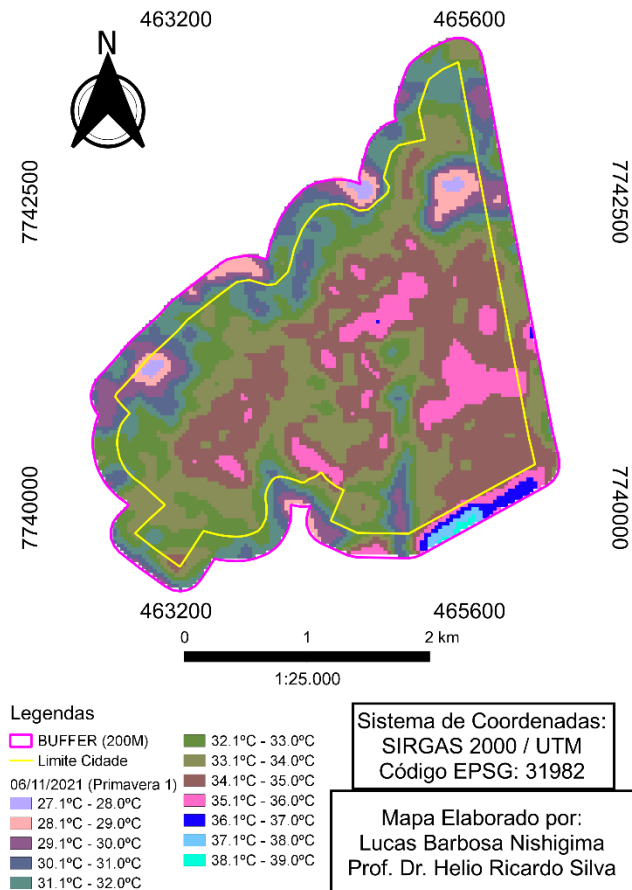 463200 465600
N
7742500 7742500
7740000 7740000
463200 465600
0 1 2 km
1:25.000
Legendas
BUFFER (200M)
Limite Cidade
06/11/2021 (Primavera 1)
27.1ºC - 28.0ºC
28.1ºC - 29.0ºC
29.1ºC - 30.0ºC
30.1ºC - 31.0ºC
31.1ºC - 32.0ºC
32.1ºC - 33.0ºC
33.1ºC - 34.0ºC
34.1ºC - 35.0ºC
35.1ºC - 36.0ºC
36.1ºC - 37.0ºC
37.1ºC - 38.0ºC
38.1ºC - 39.0ºC
Sistema de Coordenadas:
SIRGAS 2000 / UTM
Código EPSG: 31982
Mapa Elaborado por:
Lucas Barbosa Nishigima
Prof. Dr. Helio Ricardo Silva